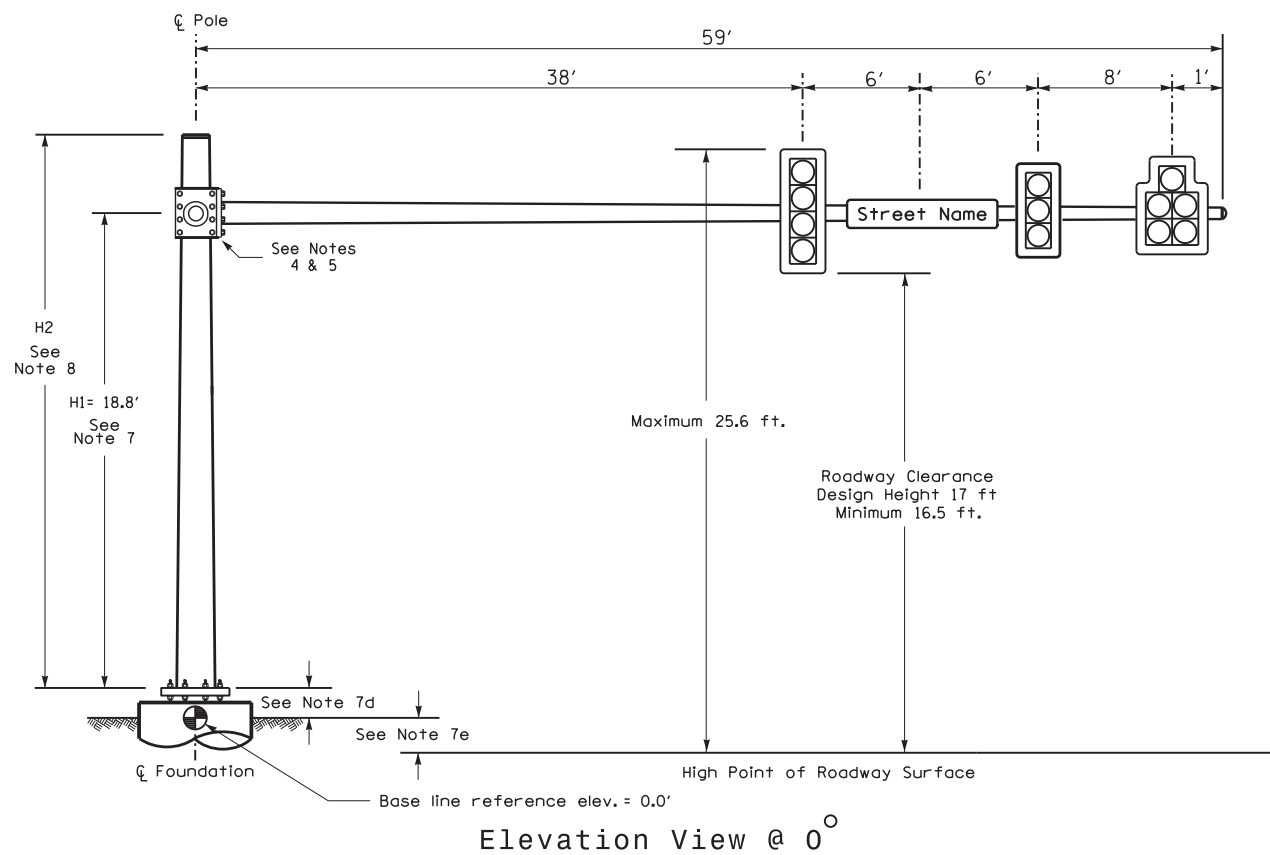 ℄ Pole
59'
38'
6'
6'
8'
1'
Street Name
See Notes
4 & 5
H2
See
Note 8
H1= 18.8'
See
Note 7
Maximum 25.6 ft.
Roadway Clearance
Design Height 17 ft
Minimum 16.5 ft.
See Note 7d
See Note 7e
℄ Foundation
High Point of Roadway Surface
Base line reference elev. = 0.0'
Elevation View @ 0°